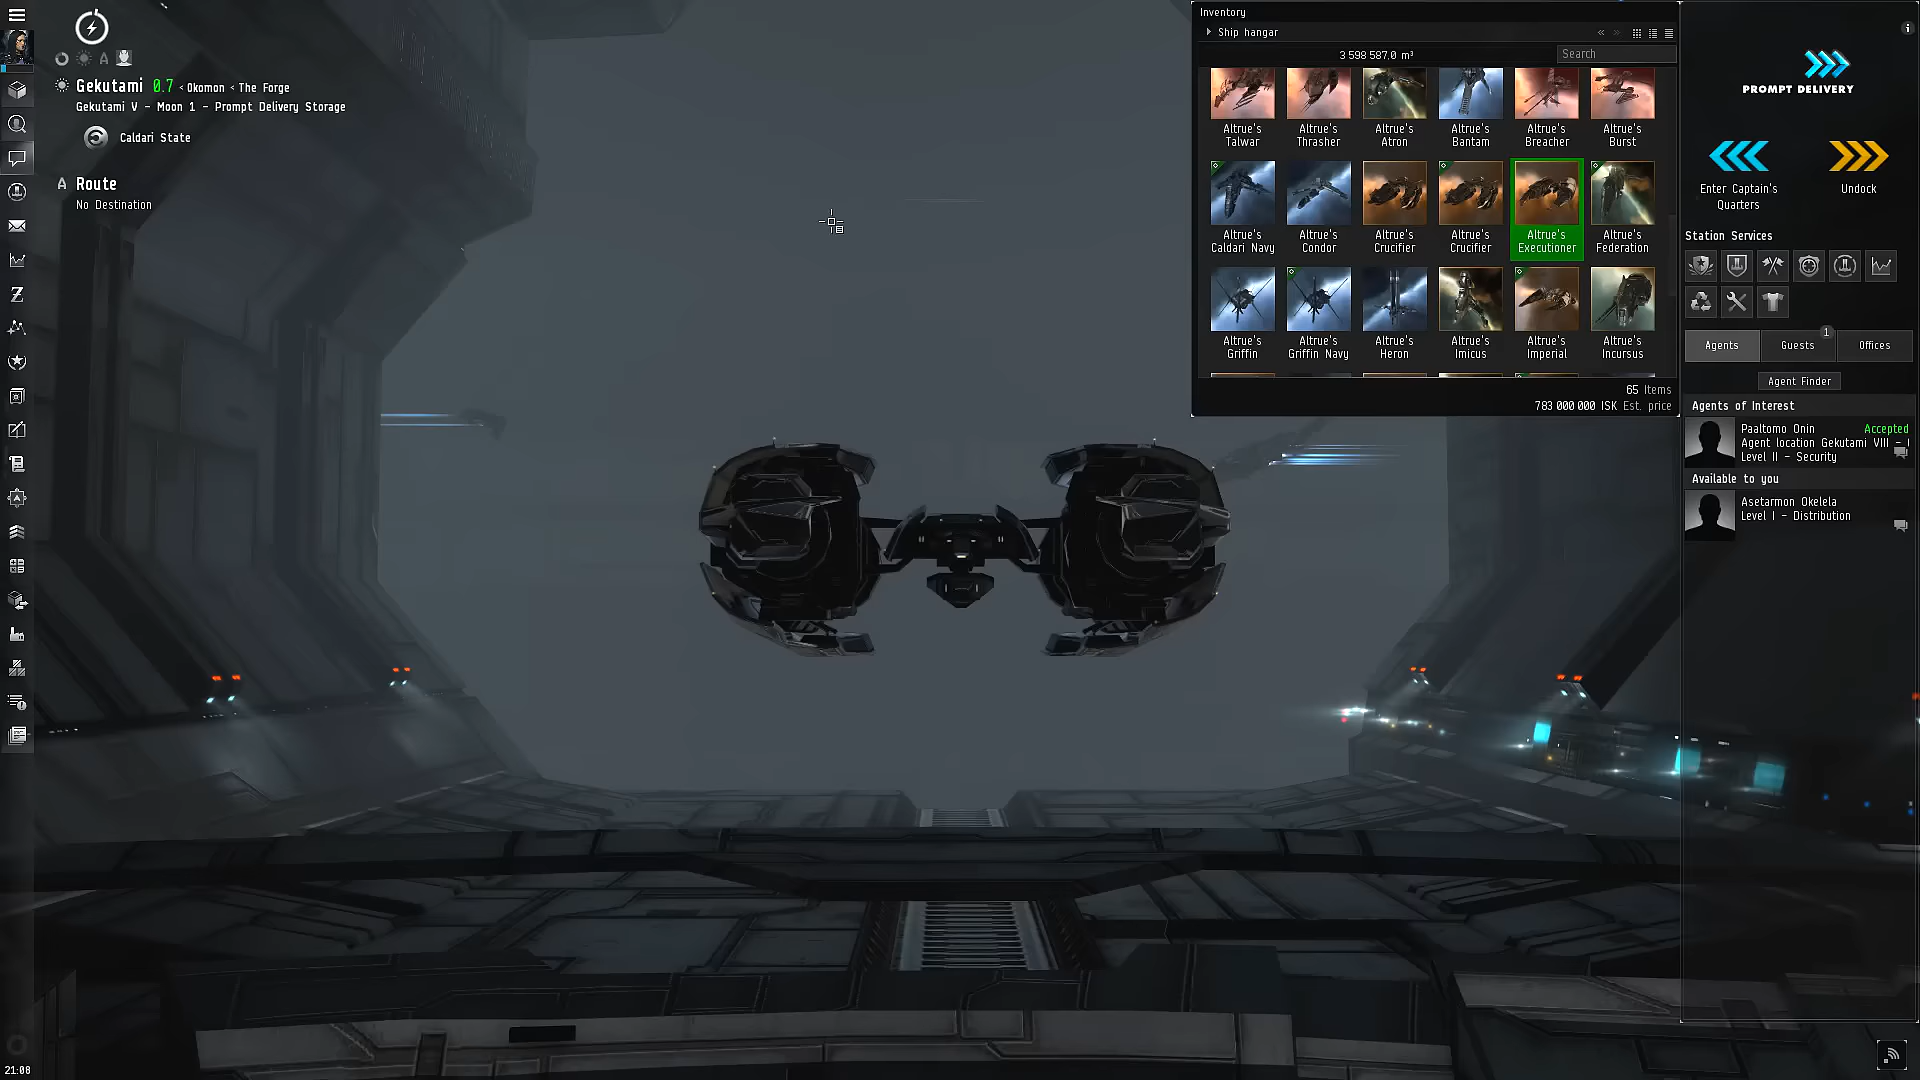 Gekutami 0.7 < Okomon < The Forge
Gekutami V - Moon 1 - Prompt Delivery Storage
Caldari State
A Route
No Destination
21:08
Inventory
Ship hangar
3 598 587,0 m³
Search
Altrue's Talwar
Altrue's Thrasher
Altrue's Atron
Altrue's Bantam
Altrue's Breacher
Altrue's Burst
Altrue's Caldari Navy
Altrue's Condor
Altrue's Crucifier
Altrue's Crucifier
Altrue's Executioner
Altrue's Federation
Altrue's Griffin
Altrue's Griffin Navy
Altrue's Heron
Altrue's Imicus
Altrue's Imperial
Altrue's Incursus
65 Items
783 000 000 ISK Est. price
PROMPT DELIVERY
Enter Captain's
Quarters
Undock
Station Services
Agents
Guests
1
Offices
Agent Finder
Agents of Interest
Paaltomo Onin Accepted
Agent location Gekutami VIII -
Level II - Security
Available to you
Asetarmon Okelela
Level I - Distribution